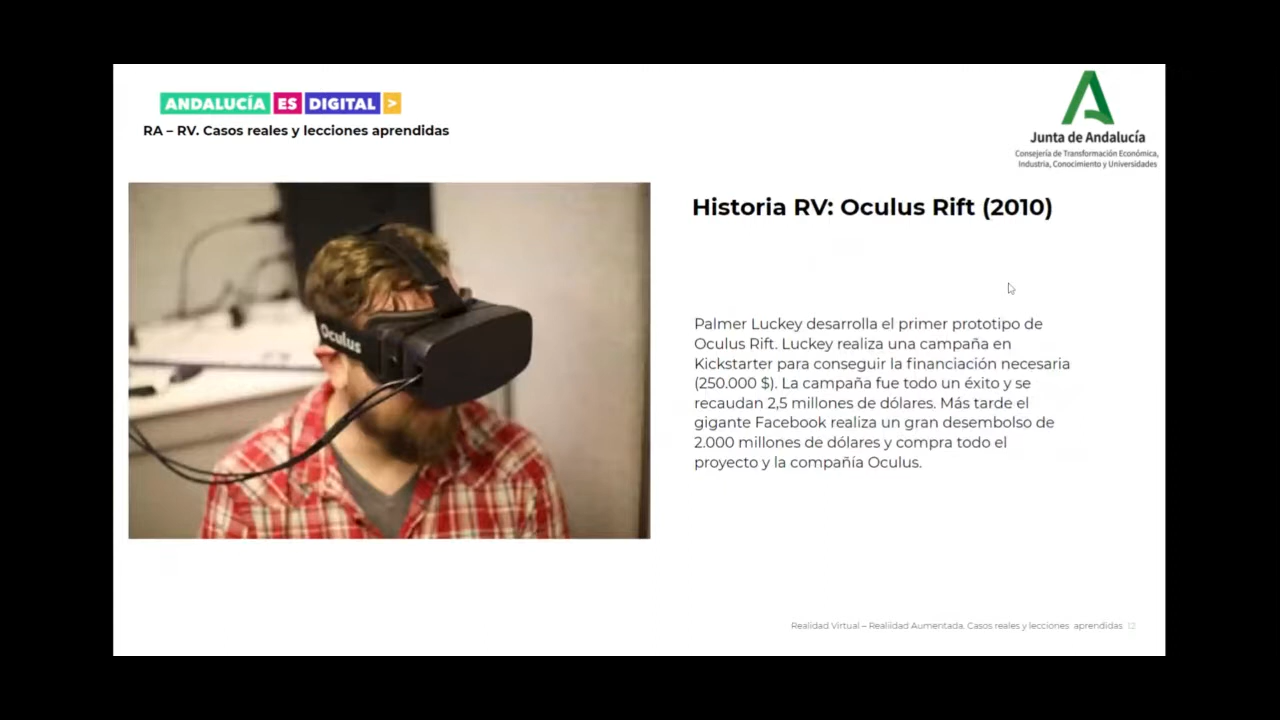 ANDALUCÍA ES DIGITAL >
RA – RV. Casos reales y lecciones aprendidas
Junta de Andalucía
Consejería de Transformación Económica,
Industria, Conocimiento y Universidades
Historia RV: Oculus Rift (2010)
Oculus
Palmer Luckey desarrolla el primer prototipo de
Oculus Rift. Luckey realiza una campaña en
Kickstarter para conseguir la financiación necesaria
(250.000 $). La campaña fue todo un éxito y se
recaudan 2,5 millones de dólares. Más tarde el
gigante Facebook realiza un gran desembolso de
2.000 millones de dólares y compra todo el
proyecto y la compañía Oculus.
Realidad Virtual – Realiidad Aumentada. Casos reales y lecciones aprendidas 12